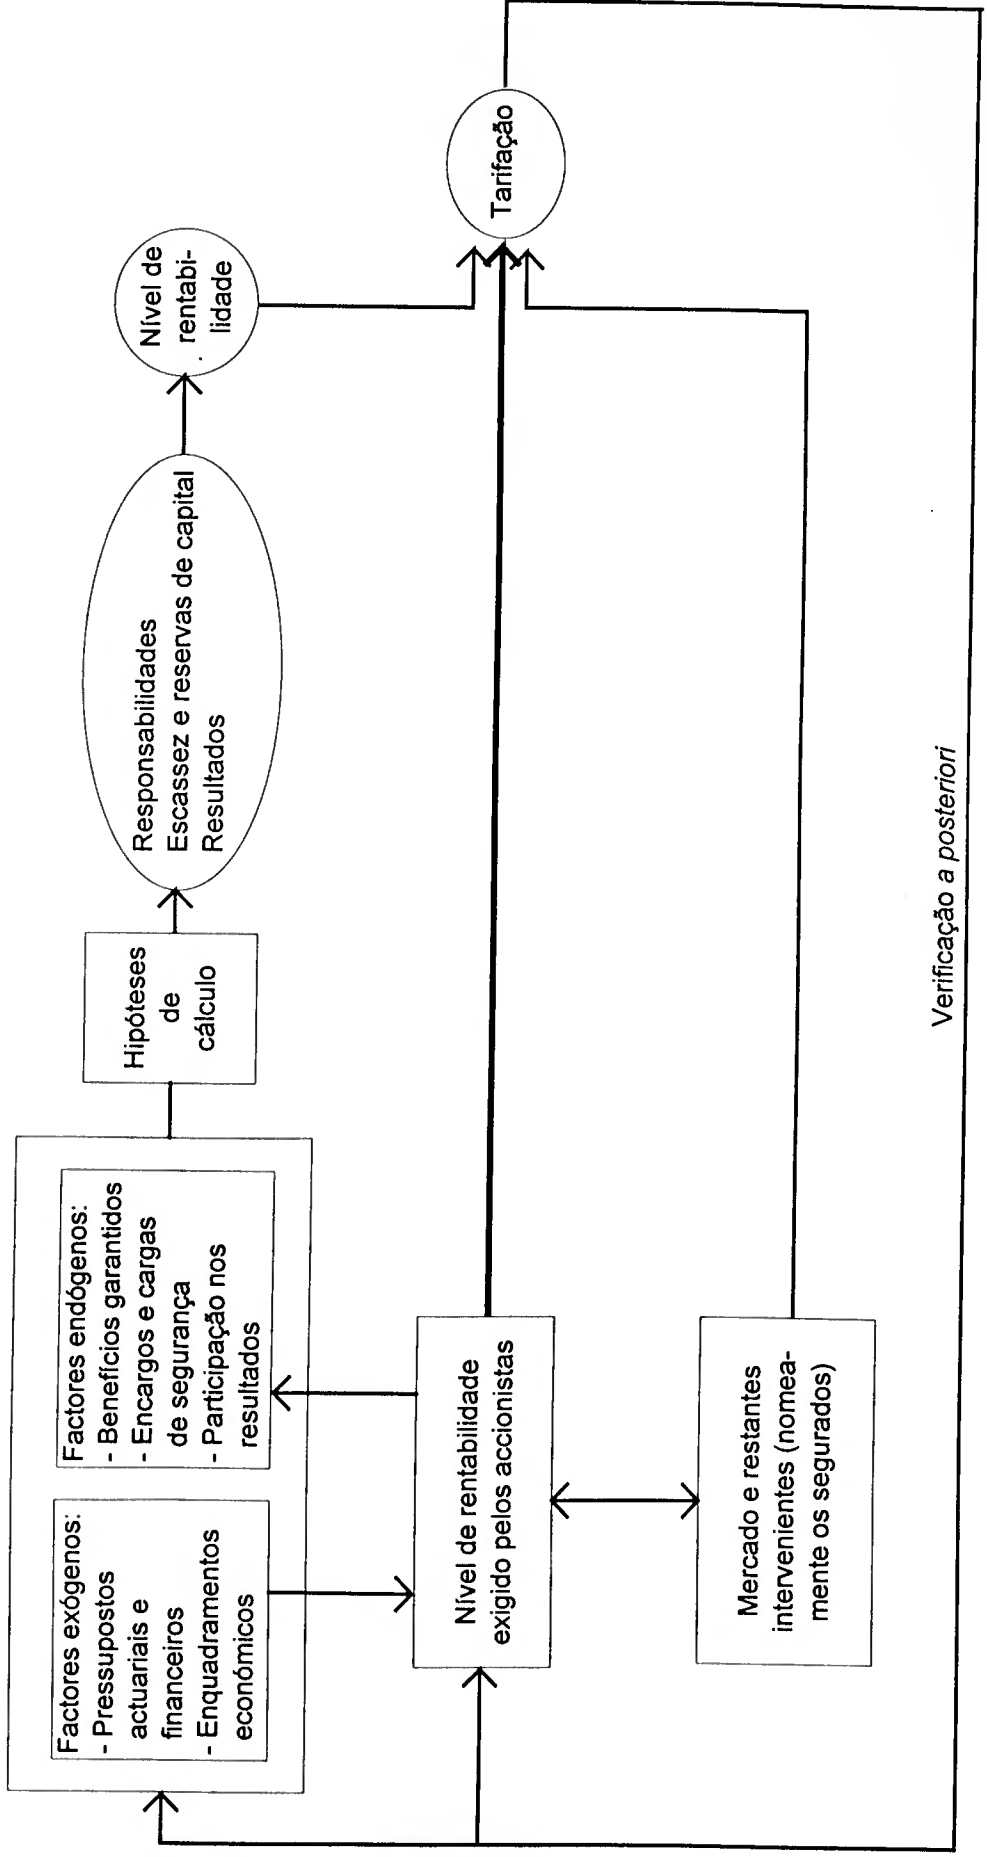 Factores exógenos:
- Pressupostos
actuariais e
financeiros
- Enquadramentos
económicos
Factores endógenos:
- Benefícios garantidos
- Encargos e cargas
de segurança
- Participação nos
resultados
Hipóteses
de
cálculo
Responsabilidades
Escassez e reservas de capital
Resultados
Nível de
rentabi-
lidade
Nível de rentabilidade
exigido pelos accionistas
Tarifação
Mercado e restantes
intervenientes (nomea-
mente os segurados)
Verificação a posteriori